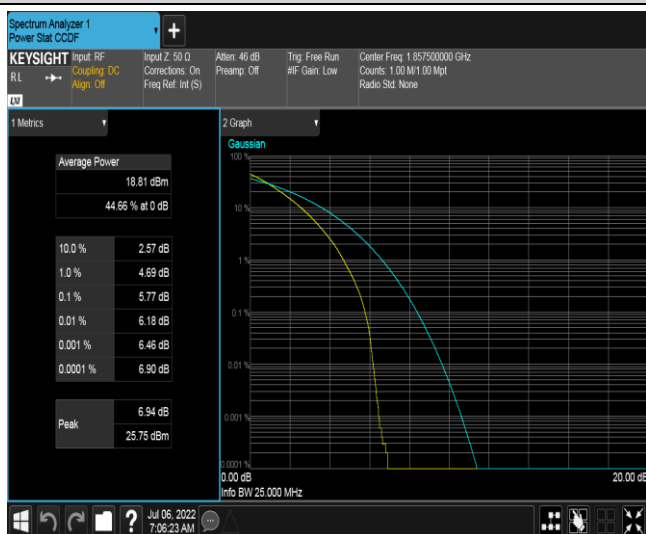 Spectrum Analyzer 1
Power Stat CCDF
+
KEYSIGHT
RL
LXI
Input: RF
Coupling: DC
Align: Off
Input Z: 50 Ω
Corrections: On
Freq Ref: Int (S)
Atten: 46 dB
Preamp: Off
Trig: Free Run
#IF Gain: Low
Center Freq: 1.857500000 GHz
Counts: 1.00 M/1.00 Mpt
Radio Std: None
1 Metrics
Average Power
18.81 dBm
44.66 % at 0 dB
10.0 % 2.57 dB
1.0 % 4.69 dB
0.1 % 5.77 dB
0.01 % 6.18 dB
0.001 % 6.46 dB
0.0001 % 6.90 dB
Peak
6.94 dB
25.75 dBm
2 Graph
Gaussian
100 %
10 %
1 %
0.1 %
0.01 %
0.001 %
0.0001 %
0.00 dB 20.00 dB
Info BW 25.000 MHz
?
Jul 06, 2022
7:06:23 AM